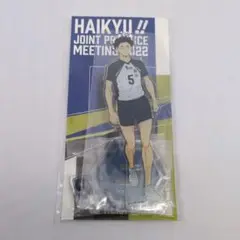 HAIKYU!!
JOINT PRACTICE
MEETING 2022
5